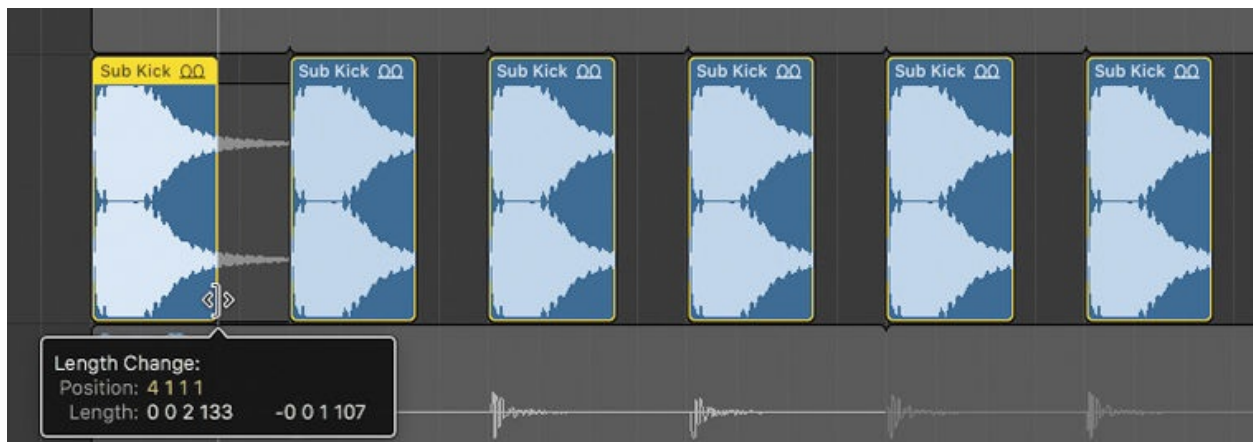 Sub Kick Sub Kick Sub Kick Sub Kick Sub Kick Sub Kick
Length Change:
Position: 4 1 1 1
Length: 0 0 2 133 -0 0 1 107